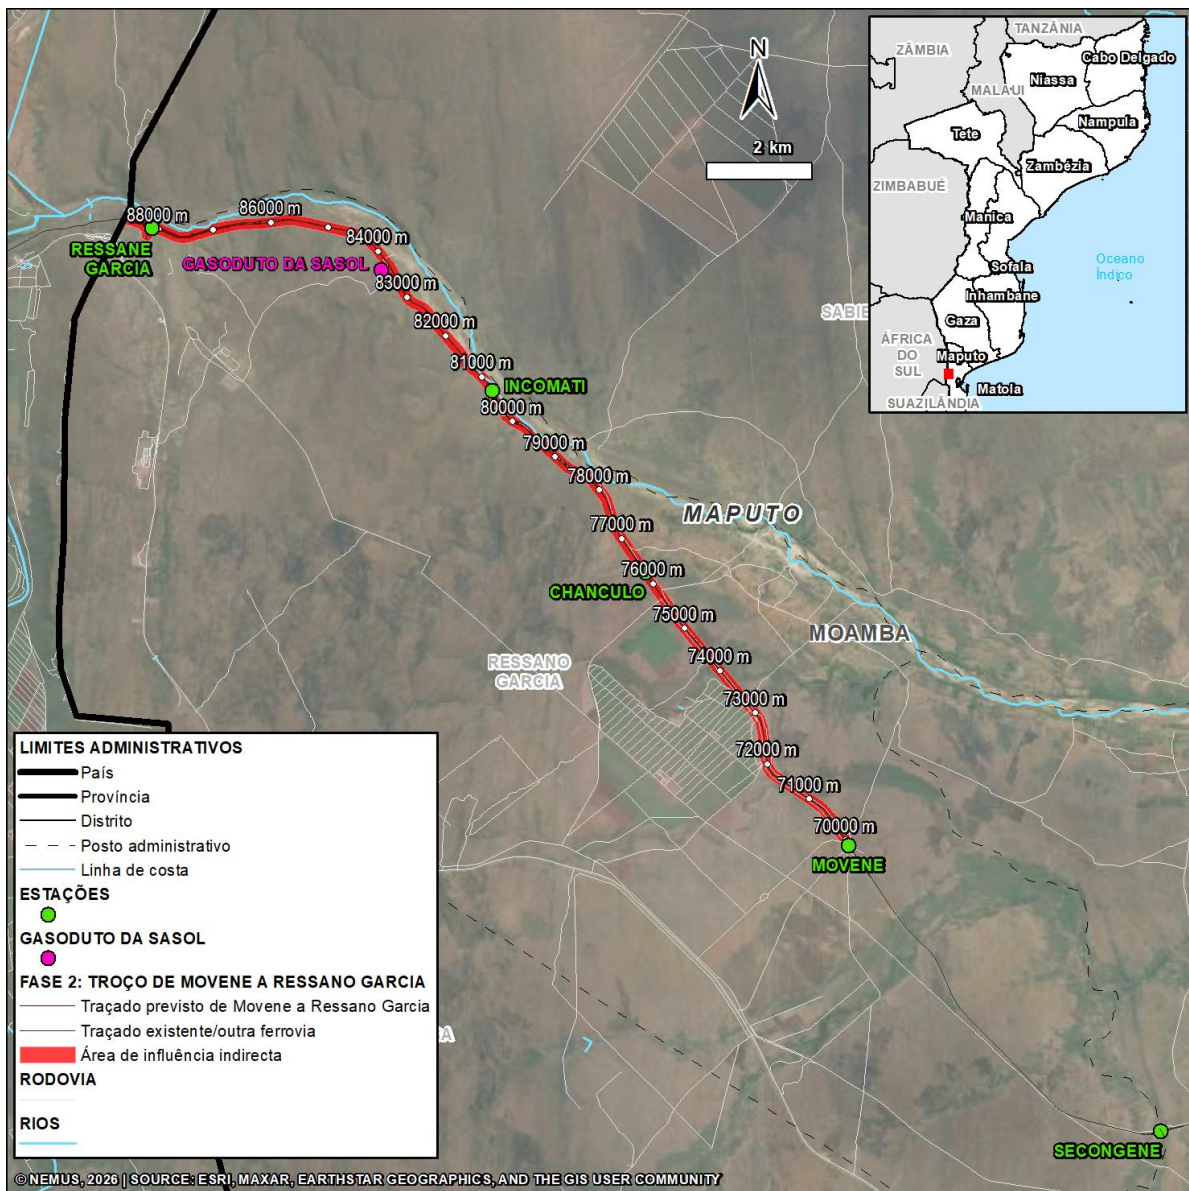 N
2 km
TANZÂNIA
ZÂMBIA
Cabo Delgado
Niassa
MALAUI
Nampula
Tete
Zambézia
ZIMBABUÉ
Manica
Sofala
Oceano
Índico
Inhambane
Gaza
ÁFRICA
DO
SUL
Maputo
Matola
SUAZILÂNDIA
88000 m
86000 m
RESSANE
GARCIA
84000 m
GASODUTO DA SASOL
83000 m
SABIE
82000 m
81000 m
INCOMATI
80000 m
79000 m
78000 m
MAPUTO
77000 m
76000 m
CHANCULO
75000 m
MOAMBA
74000 m
RESSANO
GARCIA
73000 m
72000 m
71000 m
70000 m
MOVENE
SECONGENE
LIMITES ADMINISTRATIVOS
País
Província
Distrito
Posto administrativo
Linha de costa
ESTAÇÕES
GASODUTO DA SASOL
FASE 2: TROÇO DE MOVENE A RESSANO GARCIA
Traçado previsto de Movene a Ressano Garcia
Traçado existente/outra ferrovia
Área de influência indirecta
RODOVIA
RIOS
© NEMUS, 2026 | SOURCE: ESRI, MAXAR, EARTHSTAR GEOGRAPHICS, AND THE GIS USER COMMUNITY